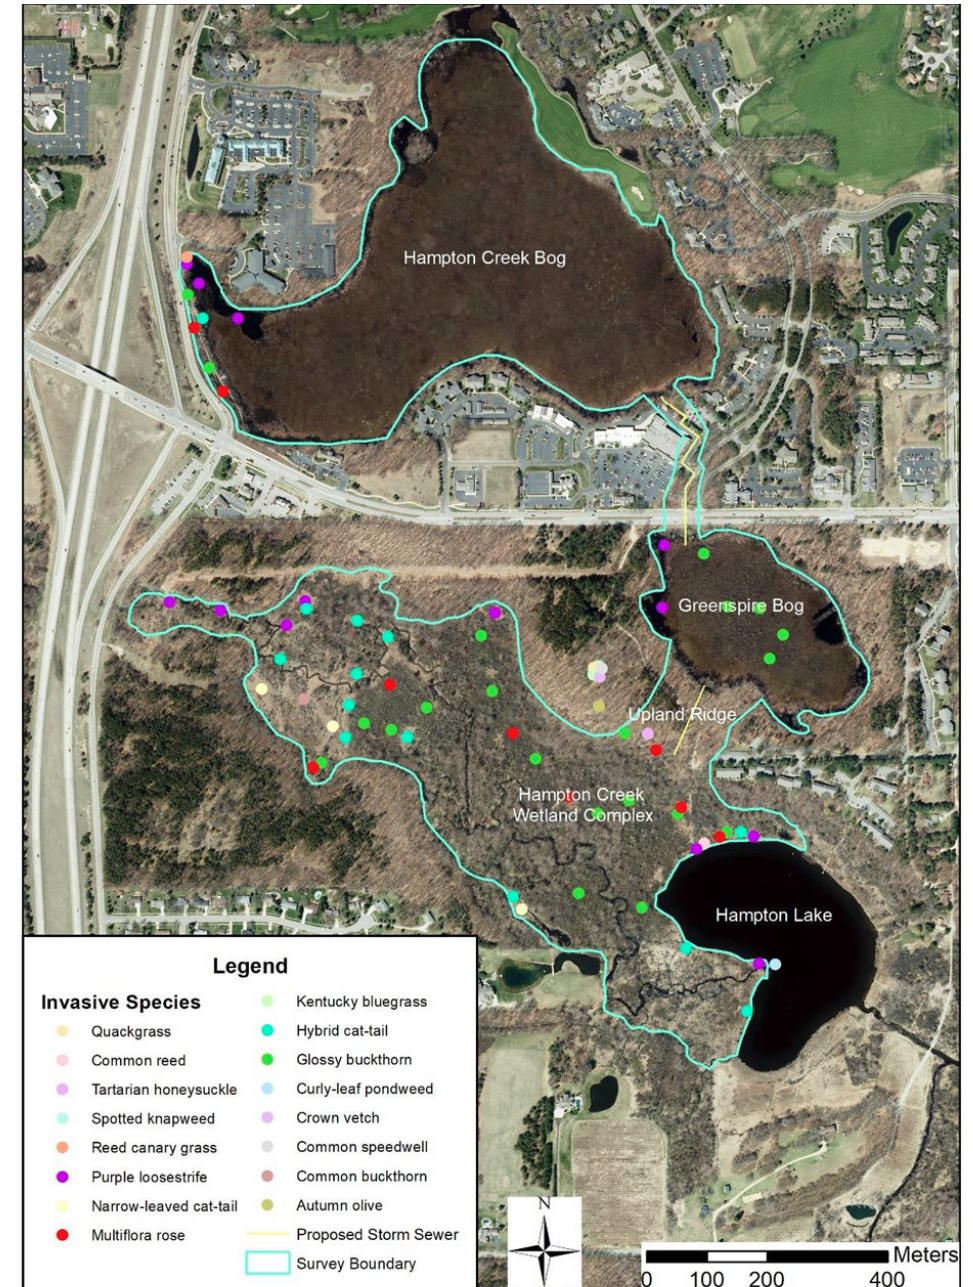 Hampton Creek Bog
Greenspire Bog
Upland Ridge
Hampton Creek
Wetland Complex
Hampton Lake
Legend
Invasive Species
Quackgrass
Common reed
Tartarian honeysuckle
Spotted knapweed
Reed canary grass
Purple loosestrife
Narrow-leaved cat-tail
Multiflora rose
Kentucky bluegrass
Hybrid cat-tail
Glossy buckthorn
Curly-leaf pondweed
Crown vetch
Common speedwell
Common buckthorn
Autumn olive
Proposed Storm Sewer
Survey Boundary
N
Meters
0 100 200 400